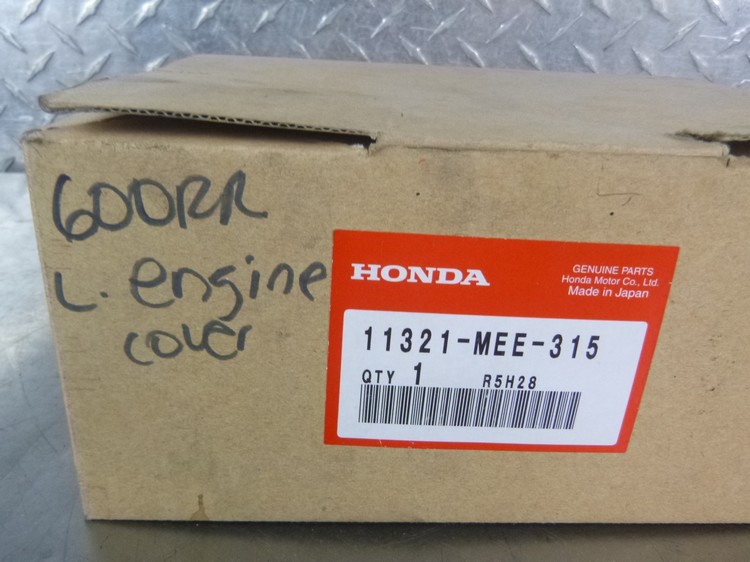 600RR
L. engine
cover
HONDA
GENUINE PARTS
Honda Motor Co., Ltd.
Made in Japan
11321-MEE-315
QTY 1 R5H28